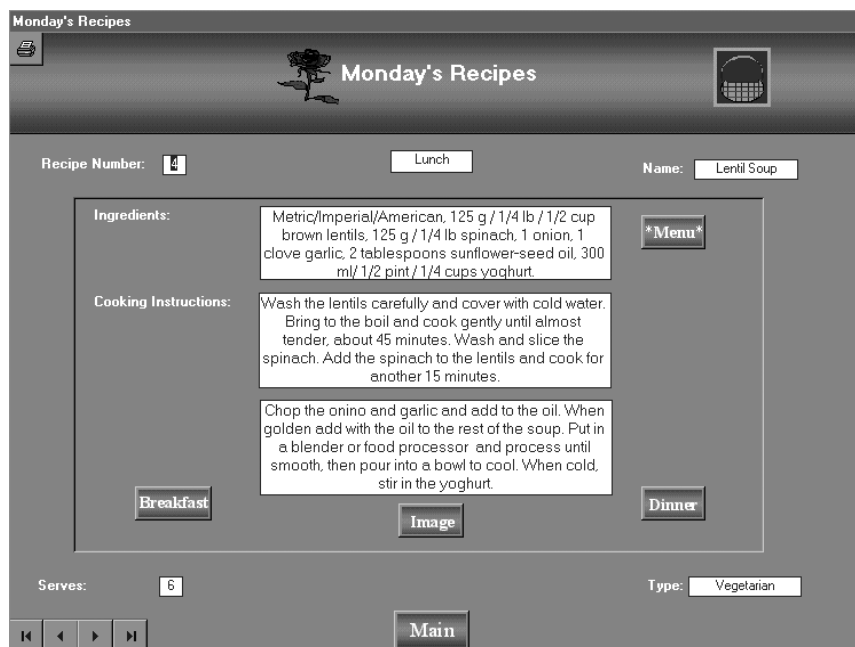 Monday's Recipes
Monday's Recipes
Recipe Number: 4
Lunch
Name: Lentil Soup
Ingredients:
Metric/Imperial/American, 125 g / 1/4 lb / 1/2 cup
brown lentils, 125 g / 1/4 lb spinach, 1 onion, 1
clove garlic, 2 tablespoons sunflower-seed oil, 300
ml/ 1/2 pint / 1/4 cups yoghurt.
*Menu*
Cooking Instructions:
Wash the lentils carefully and cover with cold water.
Bring to the boil and cook gently until almost
tender, about 45 minutes. Wash and slice the
spinach. Add the spinach to the lentils and cook for
another 15 minutes.
Chop the onino and garlic and add to the oil. When
golden add with the oil to the rest of the soup. Put in
a blender or food processor and process until
smooth, then pour into a bowl to cool. When cold,
stir in the yoghurt.
Breakfast
Image
Dinner
Serves: 6
Type: Vegetarian
Main